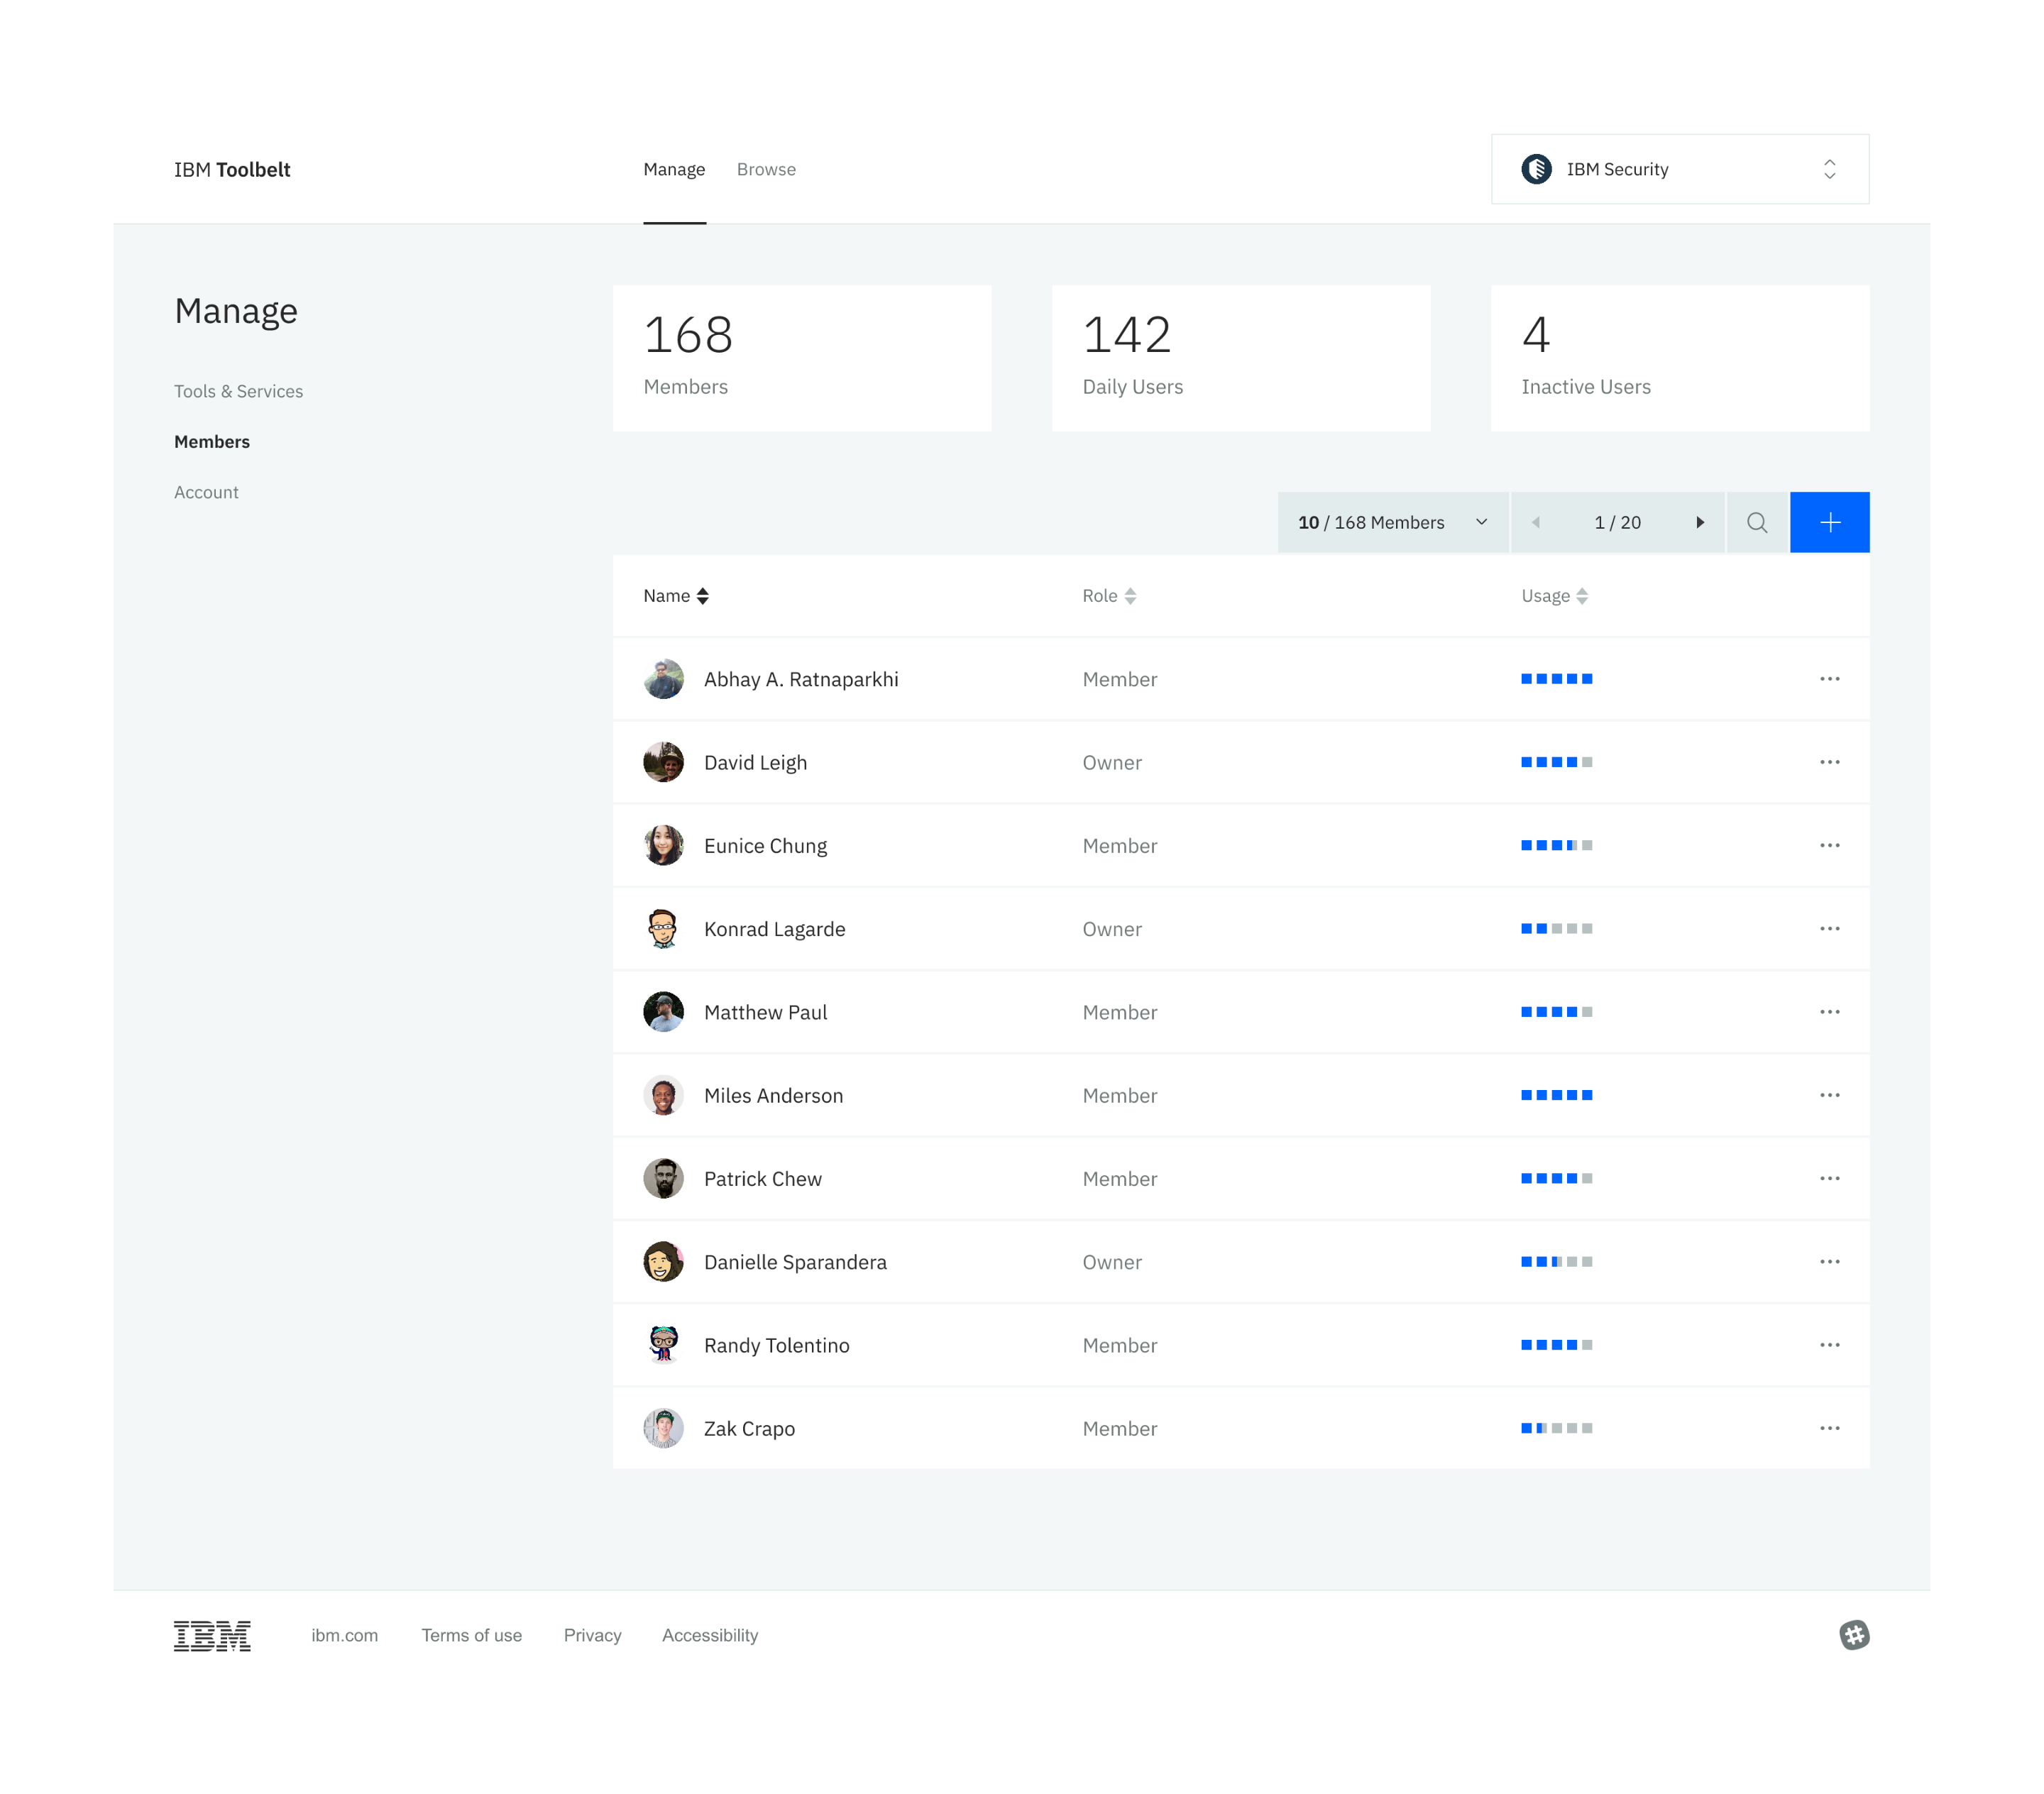 IBM Toolbelt
Manage Browse
IBM Security
Manage
Tools & Services
Members
Account
168
Members
142
Daily Users
4
Inactive Users
10 / 168 Members
1 / 20
Name Role Usage
Abhay A. Ratnaparkhi Member
David Leigh Owner
Eunice Chung Member
Konrad Lagarde Owner
Matthew Paul Member
Miles Anderson Member
Patrick Chew Member
Danielle Sparandera Owner
Randy Tolentino Member
Zak Crapo Member
IBM ibm.com Terms of use Privacy Accessibility